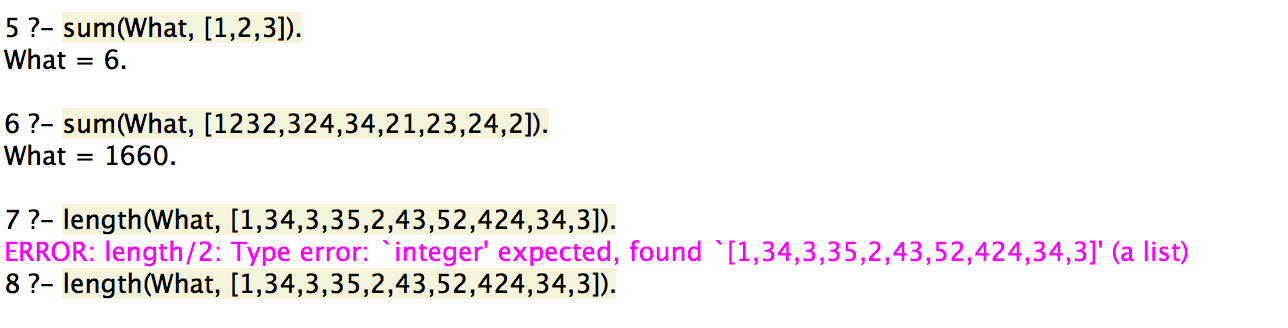 5 ?- sum(What, [1,2,3]).
What = 6.
6 ?- sum(What, [1232,324,34,21,23,24,2]).
What = 1660.
7 ?- length(What, [1,34,3,35,2,43,52,424,34,3]).
ERROR: length/2: Type error: `integer' expected, found `[1,34,3,35,2,43,52,424,34,3]' (a list)
8 ?- length(What, [1,34,3,35,2,43,52,424,34,3]).